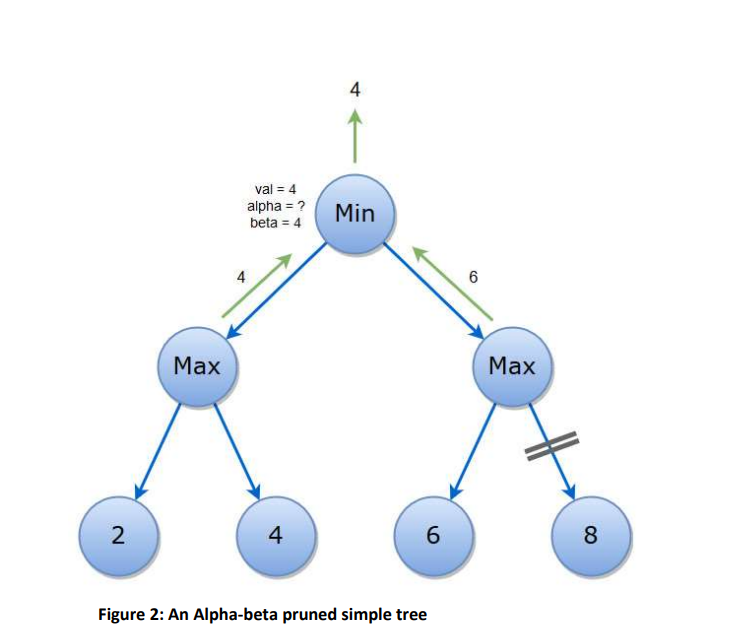 4
val = 4
alpha = ?
beta = 4
Min
4
6
Max
Max
2
4
6
8
Figure 2: An Alpha-beta pruned simple tree